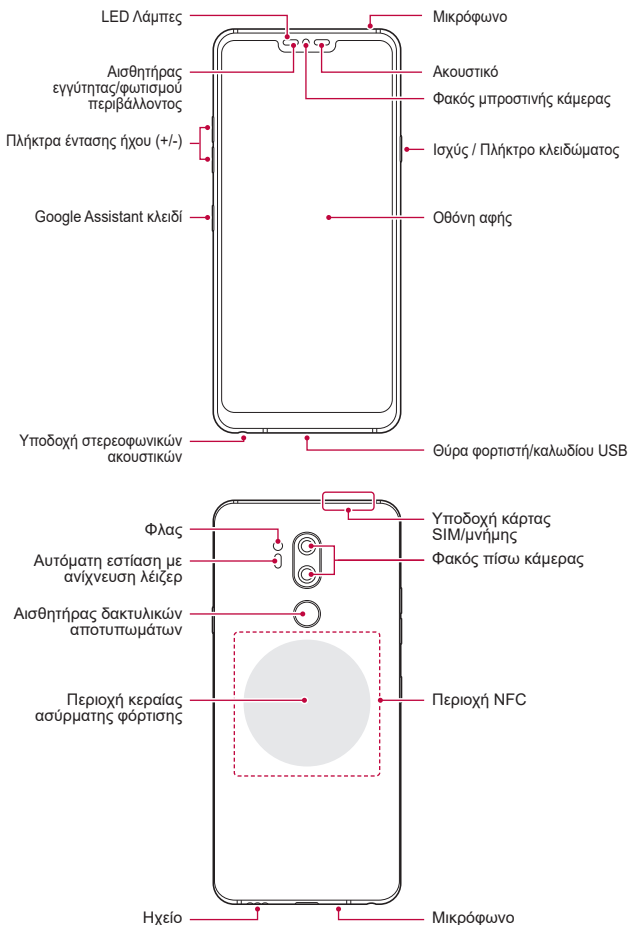 LED Λάμπες
Μικρόφωνο
Αισθητήρας
εγγύτητας/φωτισμού
περιβάλλοντος
Ακουστικό
Φακός μπροστινής κάμερας
Πλήκτρα έντασης ήχου (+/-)
Ισχύς / Πλήκτρο κλειδώματος
Google Assistant κλειδί
Οθόνη αφής
Υποδοχή στερεοφωνικών
ακουστικών
Θύρα φορτιστή/καλωδίου USB
Φλας
Υποδοχή κάρτας
SIM/μνήμης
Αυτόματη εστίαση με
ανίχνευση λέιζερ
Φακός πίσω κάμερας
Αισθητήρας δακτυλικών
αποτυπωμάτων
Περιοχή κεραίας
ασύρματης φόρτισης
Περιοχή NFC
Ηχείο
Μικρόφωνο